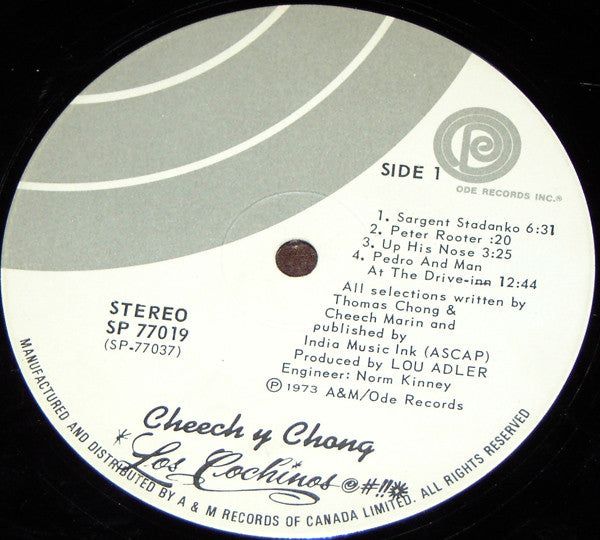 SIDE 1
ODE RECORDS INC.®
1. Sargent Stadanko 6:31
2. Peter Rooter :20
3. Up His Nose 3:25
4. Pedro And Man
At The Drive-inn 12:44
All selections written by
Thomas Chong &
Cheech Marin and
published by
India Music Ink (ASCAP)
Produced by LOU ADLER
Engineer: Norm Kinney
℗ 1973 A&M/Ode Records
STEREO
SP 77019
(SP-77037)
Cheech y Chong
*Los Cochinos @#!!*
MANUFACTURED AND DISTRIBUTED BY A & M RECORDS OF CANADA LIMITED. ALL RIGHTS RESERVED